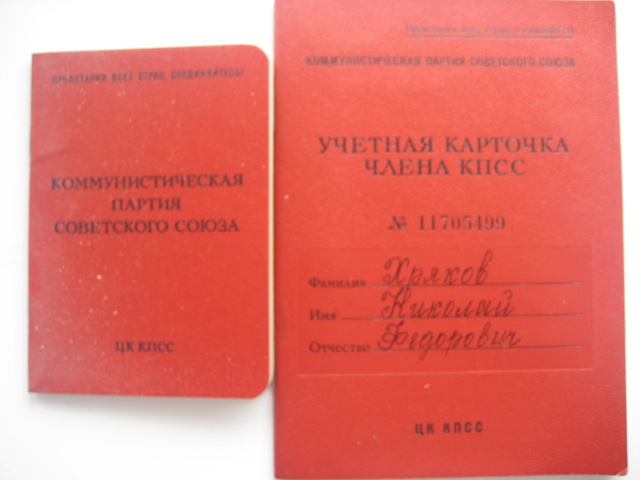 ПРОЛЕТАРИИ ВСЕХ СТРАН, СОЕДИНЯЙТЕСЬ!
КОММУНИСТИЧЕСКАЯ
ПАРТИЯ
СОВЕТСКОГО СОЮЗА
ЦК КПСС
Пролетарии всех стран, соединяйтесь!
КОММУНИСТИЧЕСКАЯ ПАРТИЯ СОВЕТСКОГО СОЮЗА
УЧЕТНАЯ КАРТОЧКА
ЧЛЕНА КПСС
№ 11705499
Фамилия Хряков
Имя Николай
Отчество Федорович
ЦК КПСС